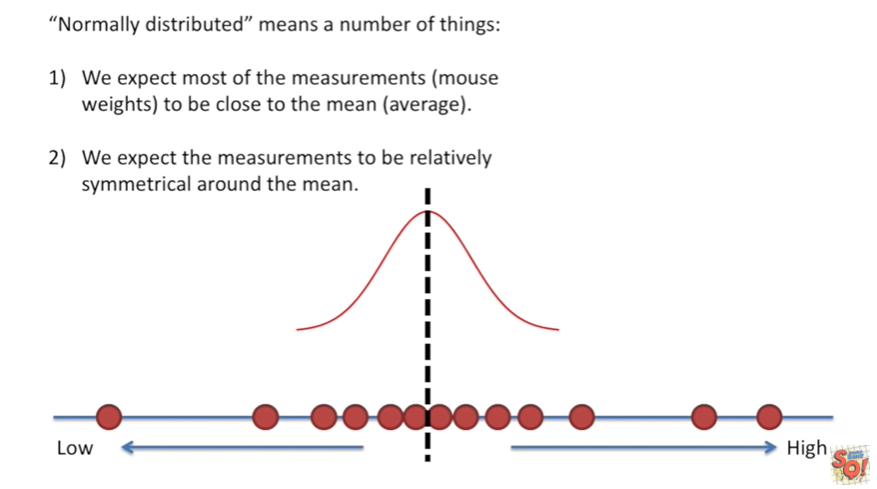 “Normally distributed” means a number of things:
1) We expect most of the measurements (mouse
weights) to be close to the mean (average).
2) We expect the measurements to be relatively
symmetrical around the mean.
Low
High
SQ!